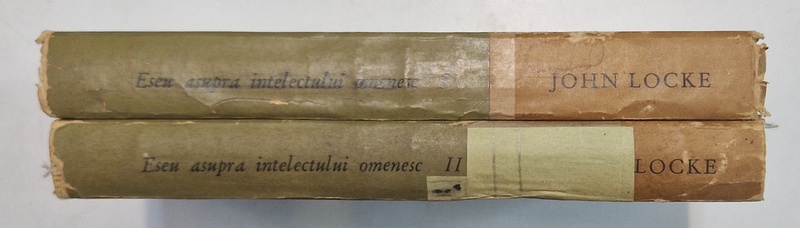 Eseu asupra intelectului omenesc JOHN LOCKE
Eseu asupra intelectului omenesc II LOCKE